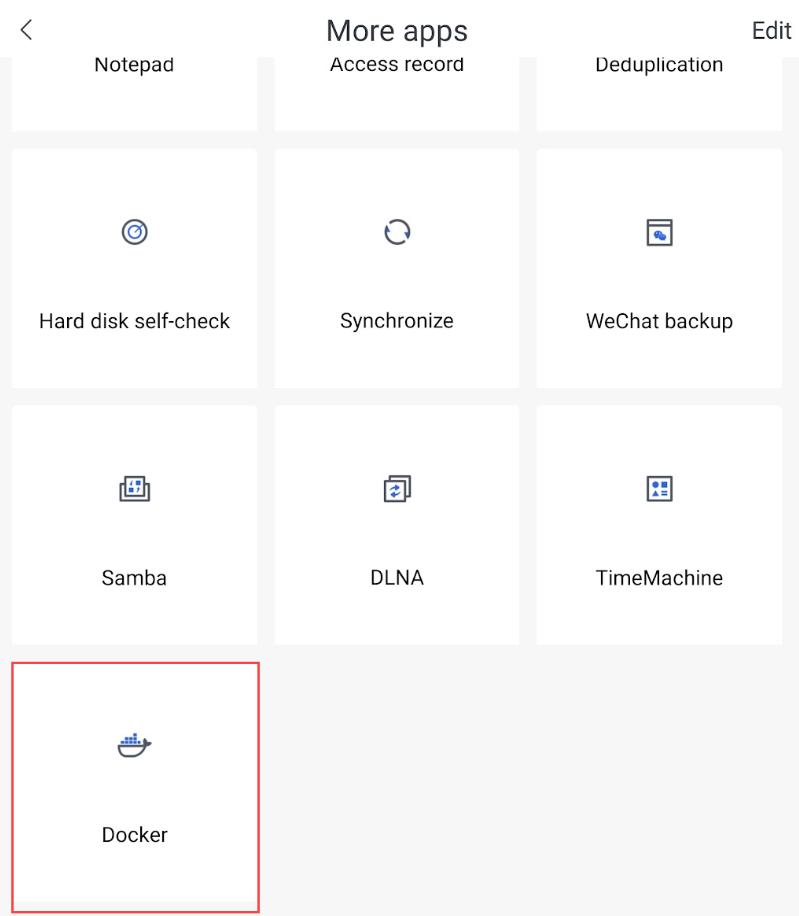 More apps
Edit
Notepad
Access record
Deduplication
Hard disk self-check
Synchronize
WeChat backup
Samba
DLNA
TimeMachine
Docker